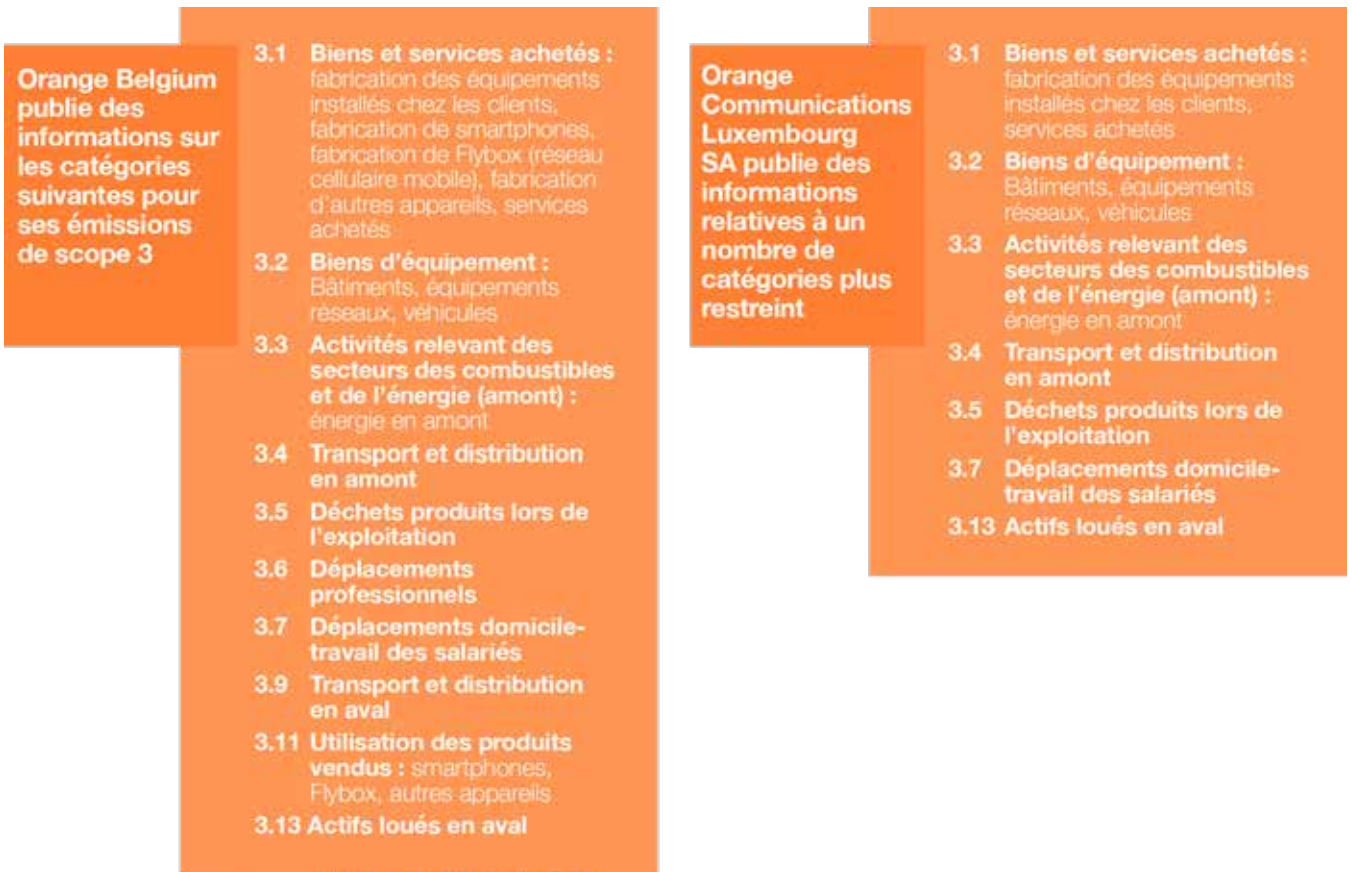 Orange Belgium
publie des
informations sur
les catégories
suivantes pour
ses émissions
de scope 3
3.1 Biens et services achetés :
fabrication des équipements
installés chez les clients,
fabrication de smartphones,
fabrication de Flybox (réseau
cellulaire mobile), fabrication
d'autres appareils, services
achetés
3.2 Biens d'équipement :
Bâtiments, équipements
réseaux, véhicules
3.3 Activités relevant des
secteurs des combustibles
et de l'énergie (amont) :
énergie en amont
3.4 Transport et distribution
en amont
3.5 Déchets produits lors de
l'exploitation
3.6 Déplacements
professionnels
3.7 Déplacements domicile-
travail des salariés
3.9 Transport et distribution
en aval
3.11 Utilisation des produits
vendus : smartphones,
Flybox, autres appareils
3.13 Actifs loués en aval
Orange
Communications
Luxembourg
SA publie des
informations
relatives à un
nombre de
catégories plus
restreint
3.1 Biens et services achetés :
fabrication des équipements
installés chez les clients,
services achetés
3.2 Biens d'équipement :
Bâtiments, équipements
réseaux, véhicules
3.3 Activités relevant des
secteurs des combustibles
et de l'énergie (amont) :
énergie en amont
3.4 Transport et distribution
en amont
3.5 Déchets produits lors de
l'exploitation
3.7 Déplacements domicile-
travail des salariés
3.13 Actifs loués en aval